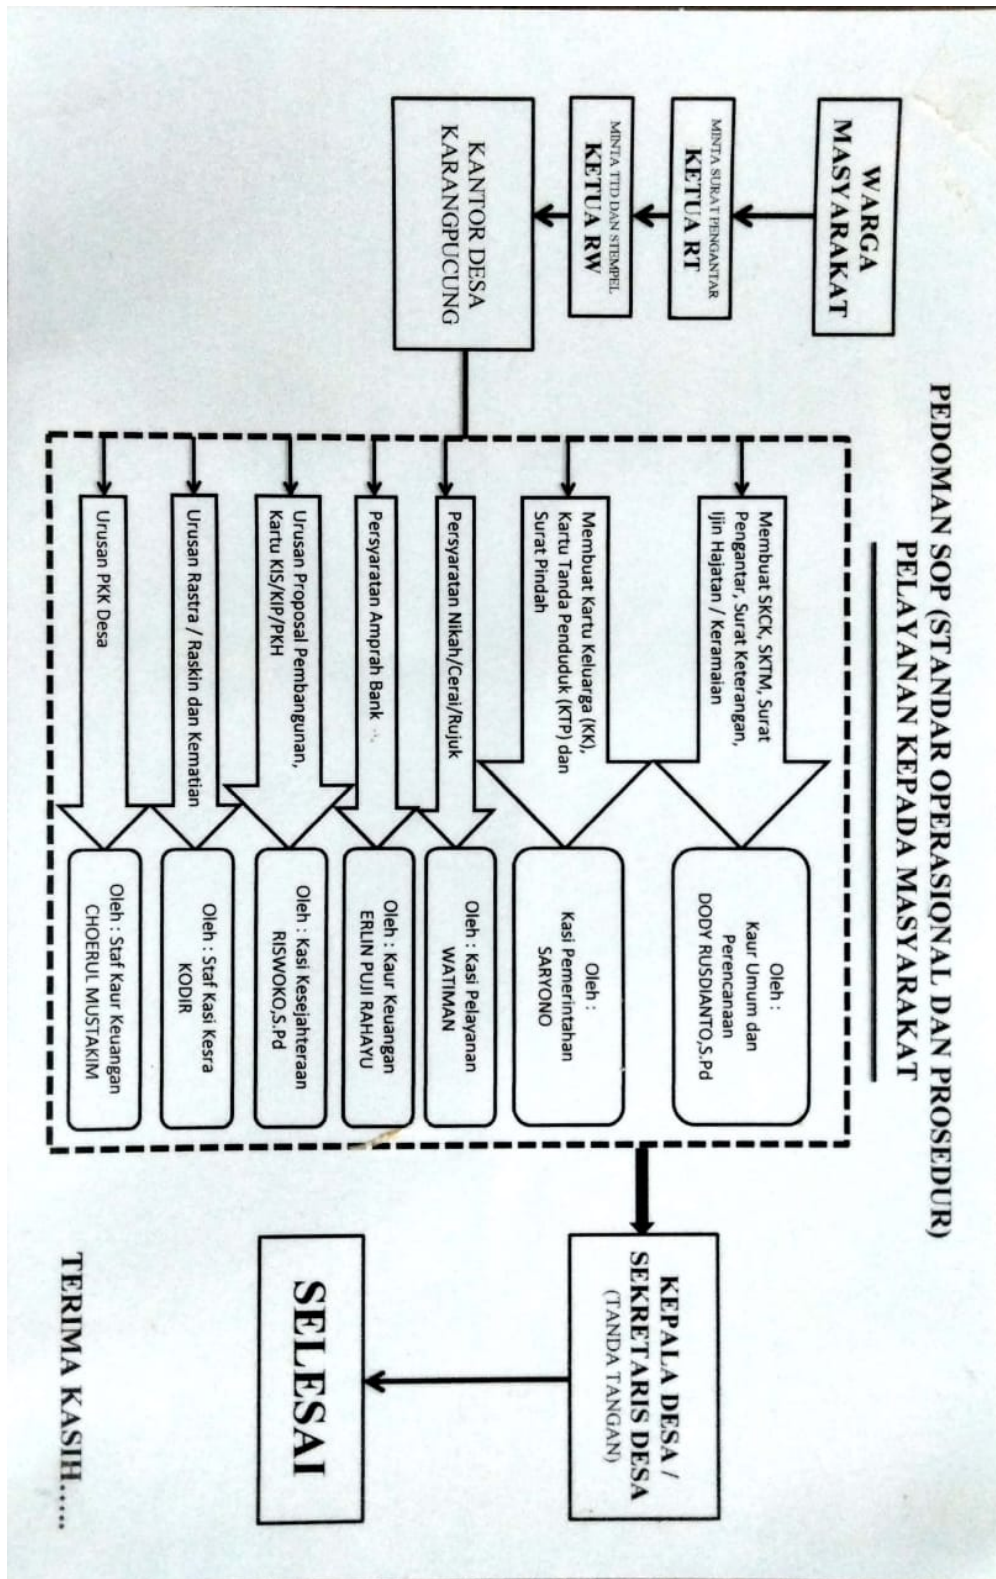 PEDOMAN SOP (STANDAR OPERASIONAL DAN PROSEDUR)
PELAYANAN KEPADA MASYARAKAT
WARGA
MASYARAKAT
MINTA SURAT PENGANTAR
KETUA RT
MINTA TTD DAN STEMPEL
KETUA RW
KANTOR DESA
KARANGPUCUNG
Membuat SKCK, SKTM, Surat
Pengantar, Surat Keterangan,
Ijin Hajatan / Keramaian
Oleh :
Kaur Umum dan
Perencanaan
DODY RUSDIANTO,S.Pd
Membuat Kartu Keluarga (KK),
Kartu Tanda Penduduk (KTP) dan
Surat Pindah
Oleh :
Kasi Pemerintahan
SARYONO
Persyaratan Nikah/Cerai/Rujuk
Oleh : Kasi Pelayanan
WATIMAN
Persyaratan Amprah Bank
Oleh : Kaur Keuangan
ERLIN PUJI RAHAYU
Urusan Proposal Pembangunan,
Kartu KIS/KIP/PKH
Oleh : Kasi Kesejahteraan
RISWOKO,S.Pd
Urusan Rastra / Raskin dan Kematian
Oleh : Staf Kasi Kesra
KODIR
Urusan PKK Desa
Oleh : Staf Kaur Keuangan
CHOERUL MUSTAKIM
KEPALA DESA /
SEKRETARIS DESA
(TANDA TANGAN)
SELESAI
TERIMA KASIH.....